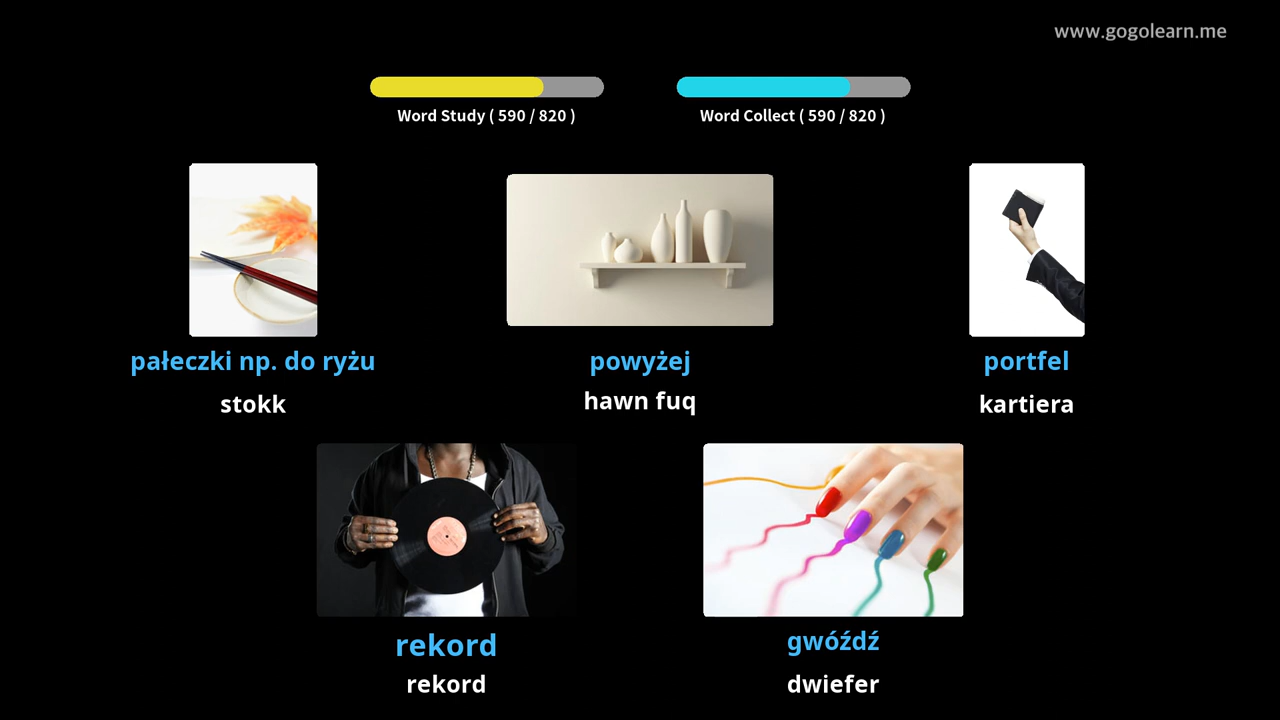 www.gogolearn.me
Word Study ( 590 / 820 )
Word Collect ( 590 / 820 )
pałeczki np. do ryżu
stokk
powyżej
hawn fuq
portfel
kartiera
rekord
rekord
gwóźdź
dwiefer